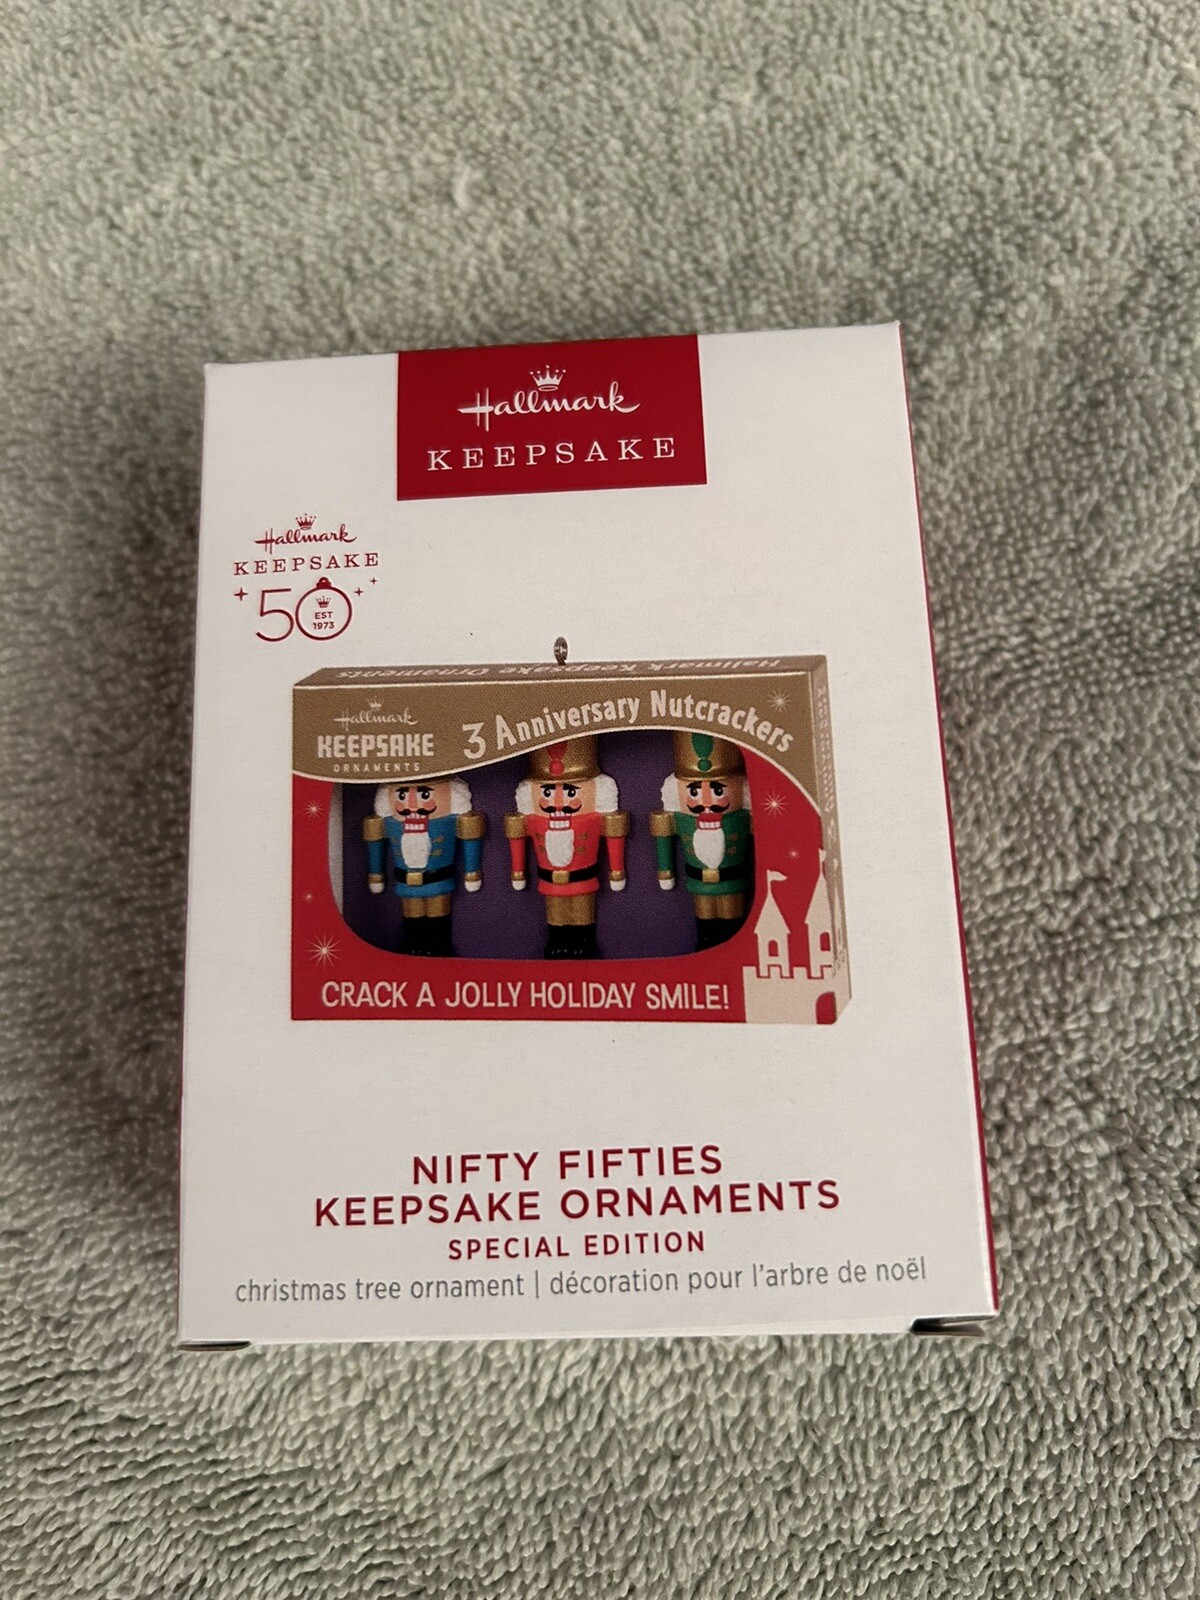 Hallmark
KEEPSAKE
Hallmark
KEEPSAKE
50
EST
1973
Hallmark Keepsake Ornaments
Hallmark
KEEPSAKE
ORNAMENTS
3 Anniversary Nutcrackers
CRACK A JOLLY HOLIDAY SMILE!
NIFTY FIFTIES
KEEPSAKE ORNAMENTS
SPECIAL EDITION
christmas tree ornament | décoration pour l'arbre de noël